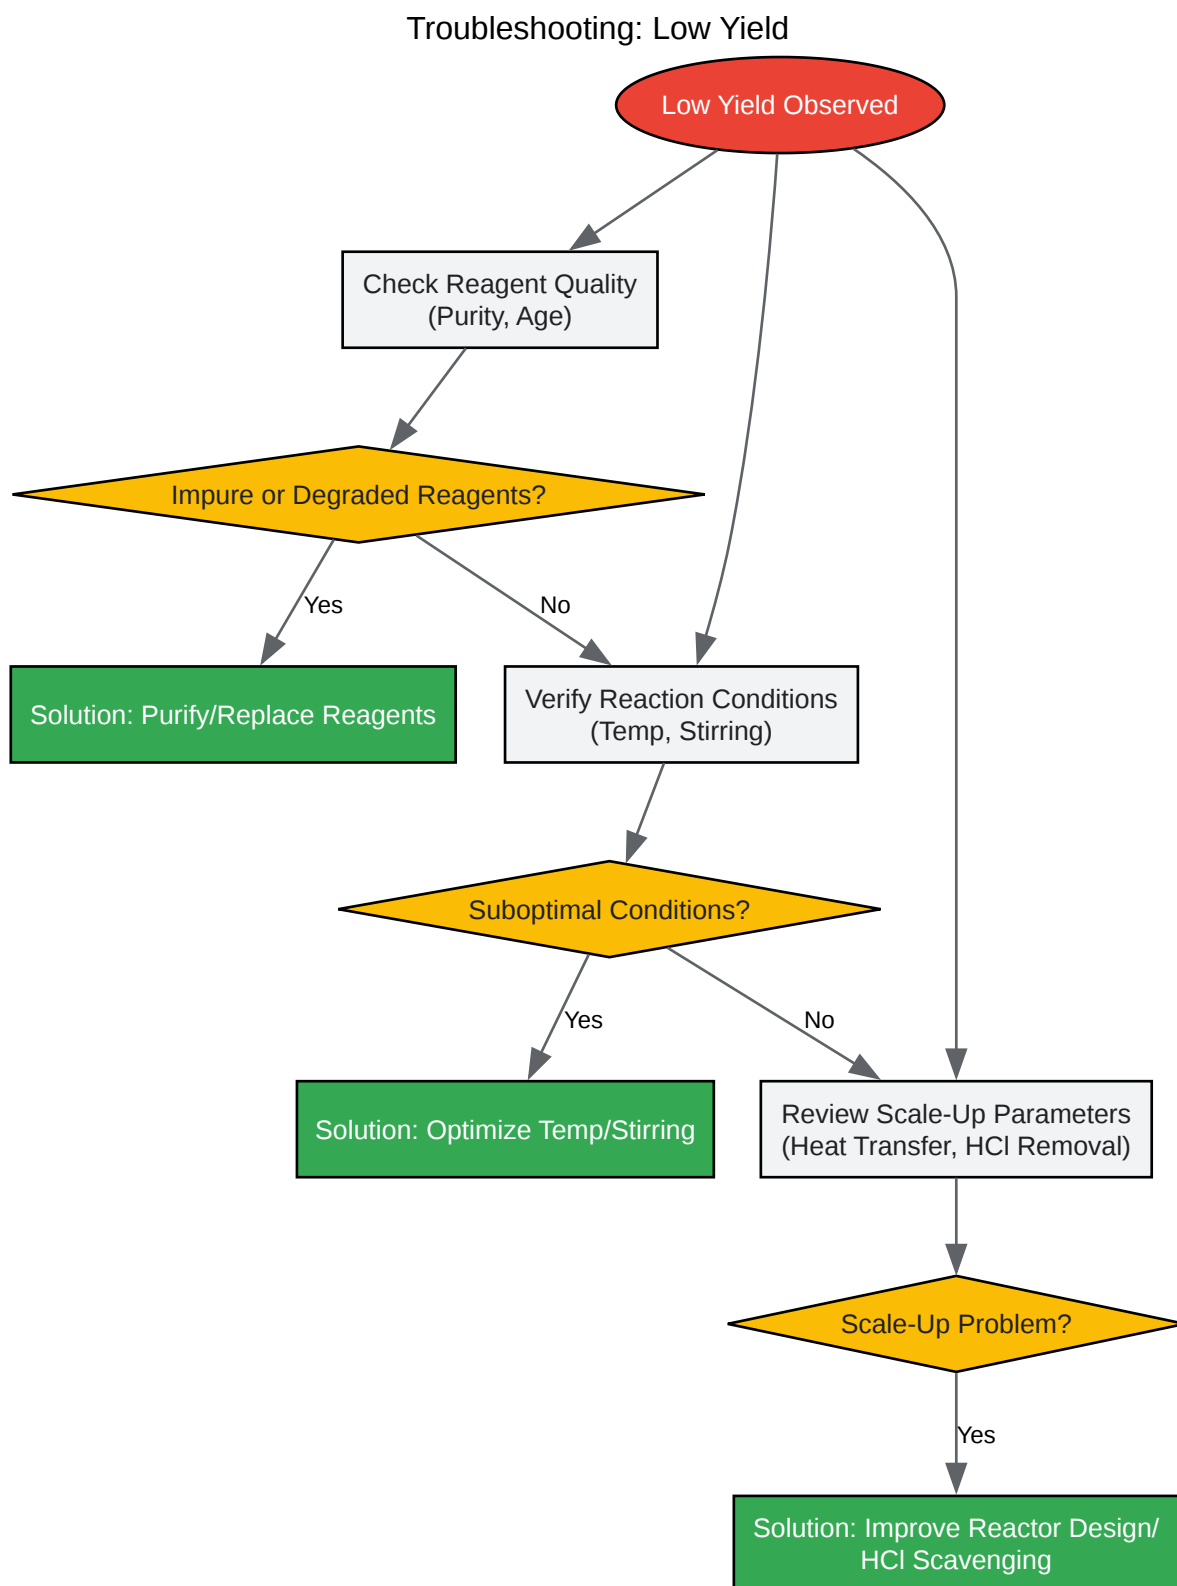 Troubleshooting: Low Yield
Low Yield Observed
Check Reagent Quality
(Purity, Age)
Impure or Degraded Reagents?
Yes
No
Solution: Purify/Replace Reagents
Verify Reaction Conditions
(Temp, Stirring)
Suboptimal Conditions?
Yes
No
Solution: Optimize Temp/Stirring
Review Scale-Up Parameters
(Heat Transfer, HCl Removal)
Scale-Up Problem?
Yes
Solution: Improve Reactor Design/
HCl Scavenging